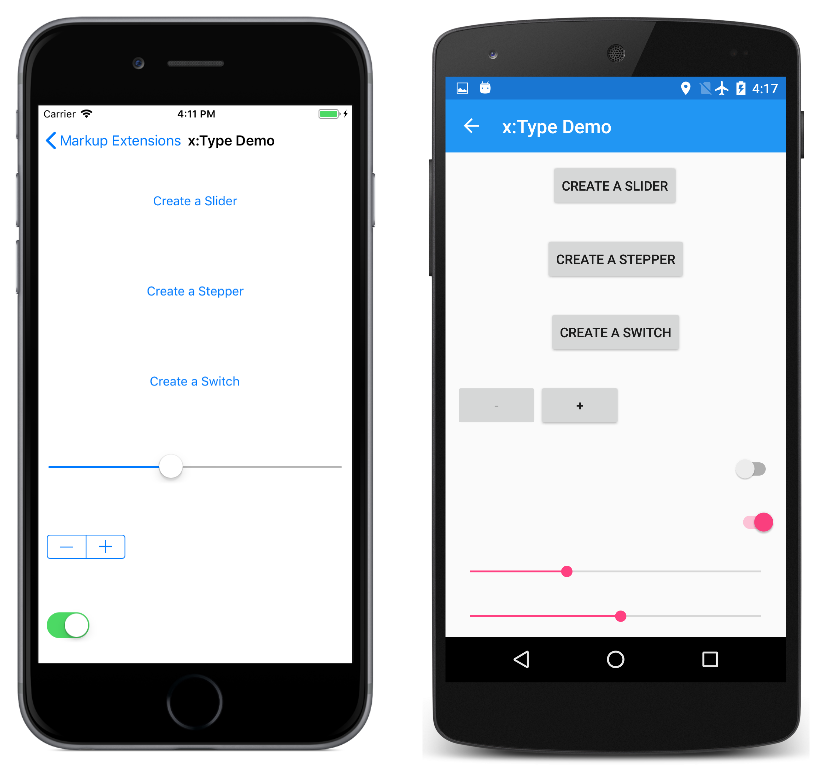 Carrier 4:11 PM
Markup Extensions x:Type Demo
Create a Slider
Create a Stepper
Create a Switch
— +
4:17
x:Type Demo
CREATE A SLIDER
CREATE A STEPPER
CREATE A SWITCH
- +